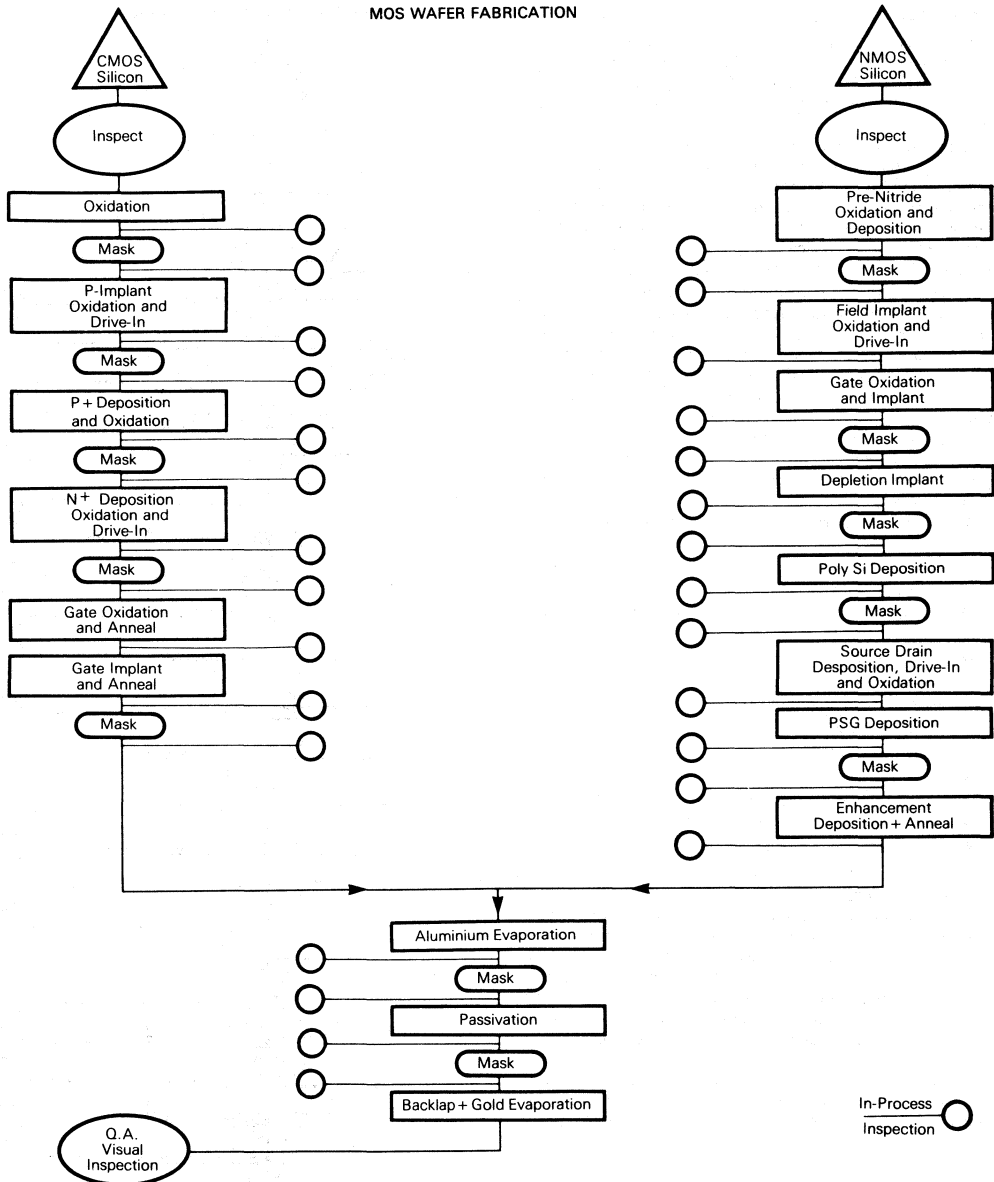 MOS WAFER FABRICATION
CMOS
Silicon
Inspect
Oxidation
Mask
P-Implant
Oxidation and
Drive-In
Mask
P+ Deposition
and Oxidation
Mask
N+ Deposition
Oxidation and
Drive-In
Mask
Gate Oxidation
and Anneal
Gate Implant
and Anneal
Mask
NMOS
Silicon
Inspect
Pre-Nitride
Oxidation and
Deposition
Mask
Field Implant
Oxidation and
Drive-In
Gate Oxidation
and Implant
Mask
Depletion Implant
Mask
Poly Si Deposition
Mask
Source Drain
Desposition, Drive-In
and Oxidation
PSG Deposition
Mask
Enhancement
Deposition + Anneal
Aluminium Evaporation
Mask
Passivation
Mask
Backlap + Gold Evaporation
Q.A.
Visual
Inspection
In-Process
Inspection